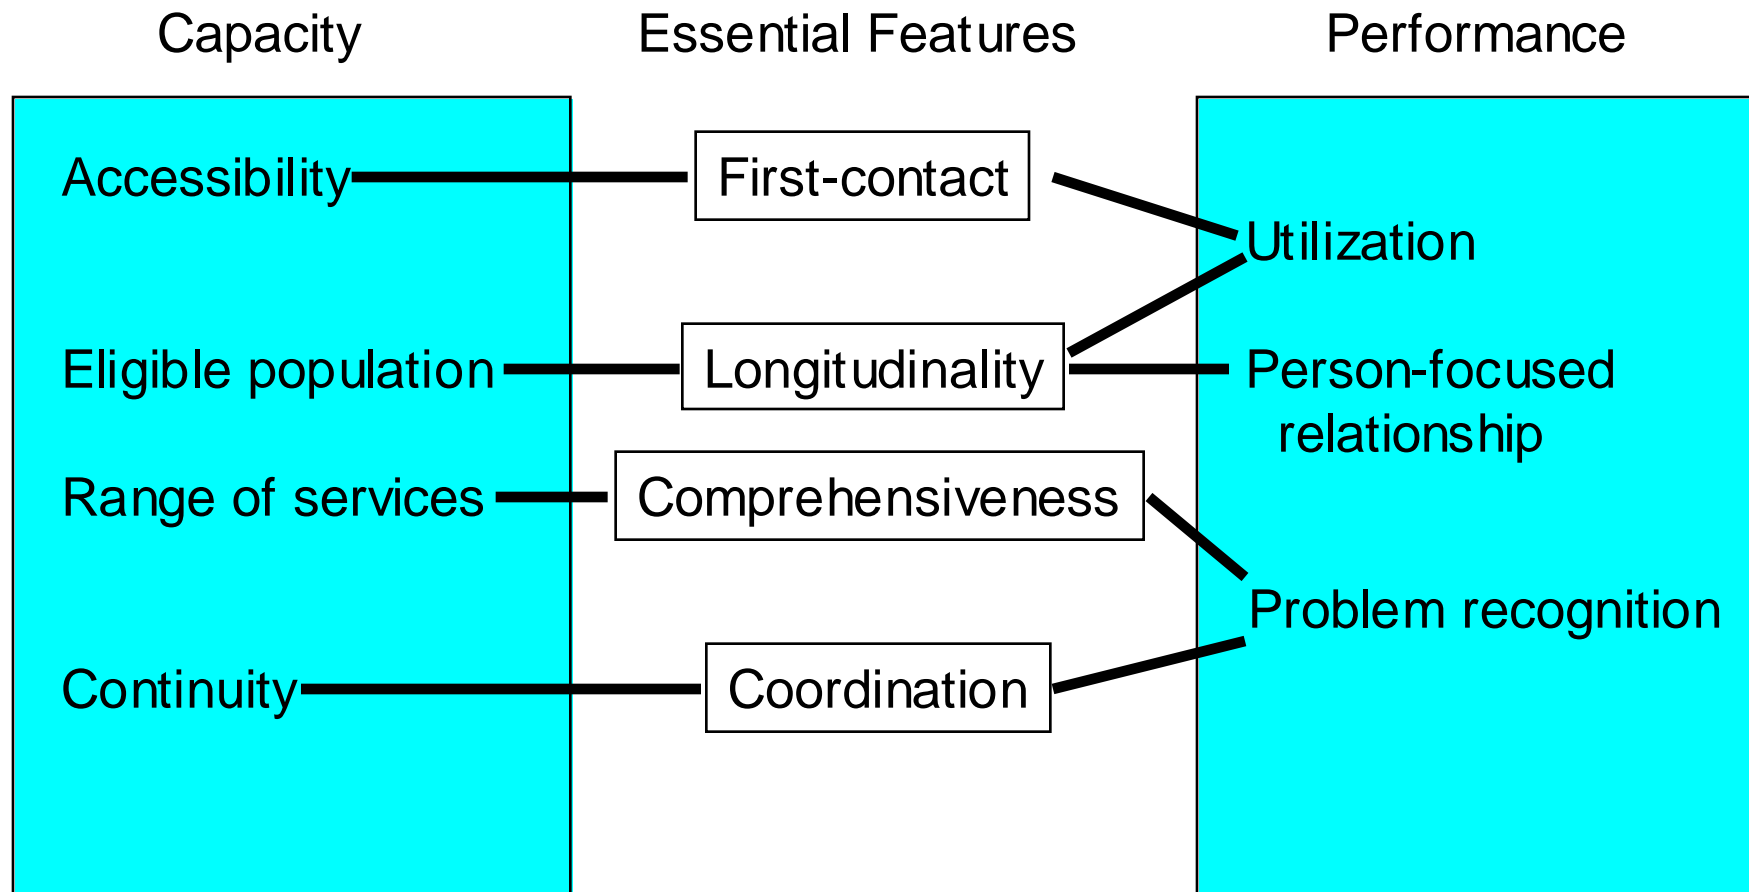 Capacity
Essential Features
Performance
Accessibility
First-contact
Utilization
Eligible population
Longitudinality
Person-focused
relationship
Range of services
Comprehensiveness
Problem recognition
Continuity
Coordination